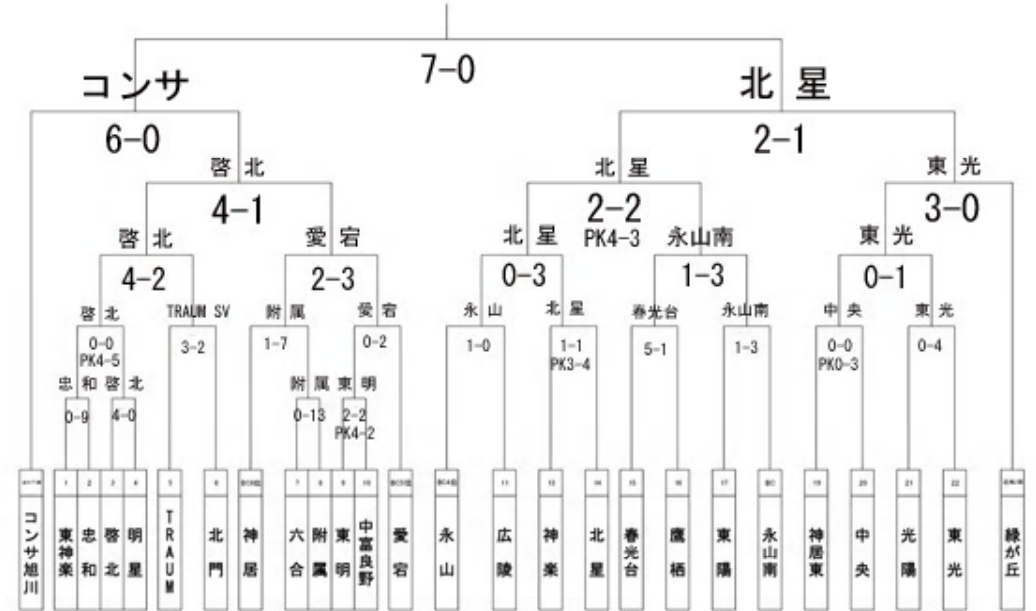 7-0
コンサ
北星
6-0
2-1
啓北
北星
東光
4-1
2-2
PK4-3
3-0
啓北
愛宕
北星
永山南
東光
4-2
2-3
0-3
1-3
0-1
啓北
TRAUM SV
附属
愛宕
永山
北星
春光台
永山南
中央
東光
0-0
PK4-5
3-2
1-7
0-2
1-0
1-1
PK3-4
5-1
1-3
0-0
PK0-3
0-4
忠和
啓北
附属
東明
0-9
4-0
0-13
2-2
PK4-2
1
2
3
4
5
6
7
8
9
10
11
13
14
15
16
17
19
20
21
22
コンサ旭川
東神楽
忠和
啓北
明星
TRAUM
北門
神居
六合
附属
東明
中富良野
愛宕
永山
広陵
神楽
北星
春光台
鷹栖
東陽
永山南
神居東
中央
光陽
東光
緑が丘